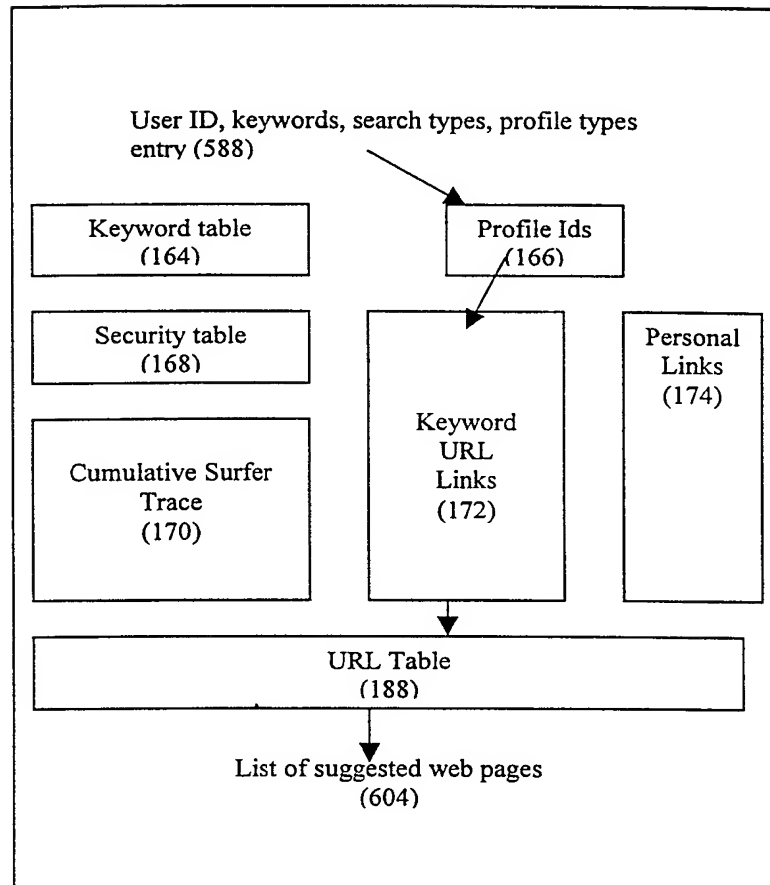 User ID, keywords, search types, profile types
entry (588)
Keyword table
(164)
Profile Ids
(166)
Security table
(168)
Personal
Links
(174)
Keyword
URL
Links
(172)
Cumulative Surfer
Trace
(170)
URL Table
(188)
List of suggested web pages
(604)